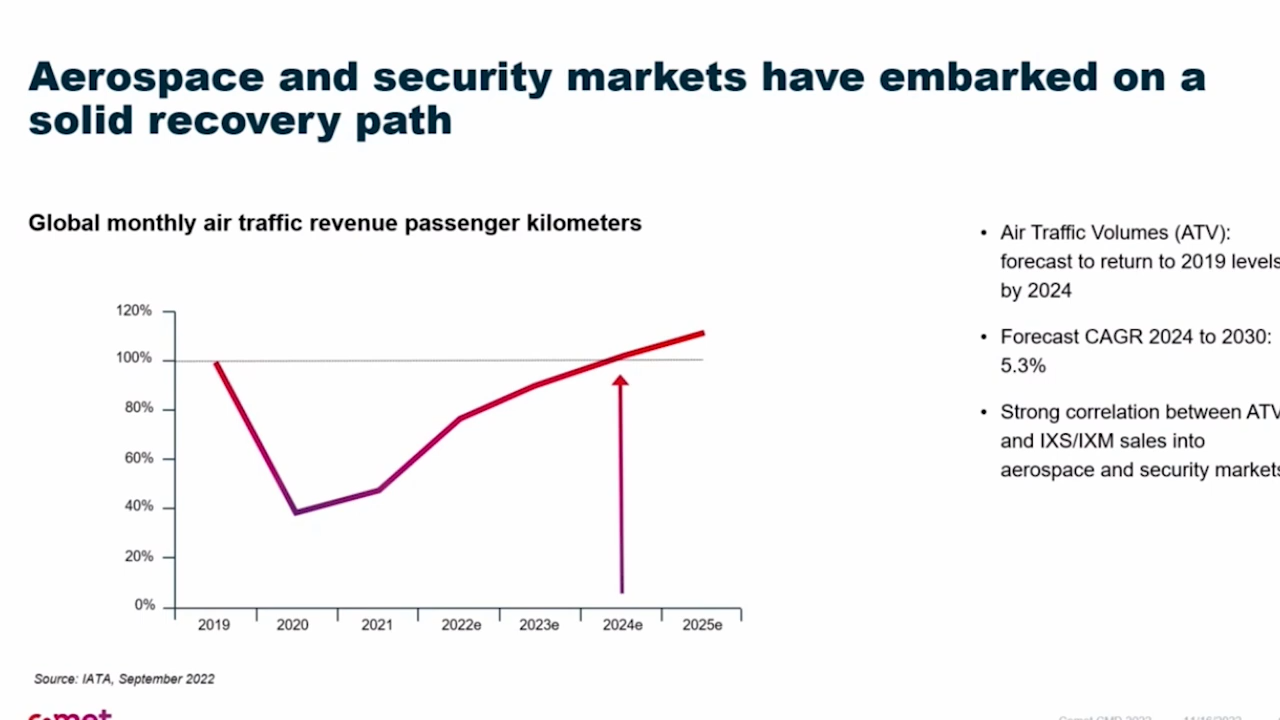 Aerospace and security markets have embarked on a
solid recovery path
Global monthly air traffic revenue passenger kilometers
120%
100%
80%
60%
40%
20%
0%
2019 2020 2021 2022e 2023e 2024e 2025e
• Air Traffic Volumes (ATV):
forecast to return to 2019 levels
by 2024
• Forecast CAGR 2024 to 2030:
5.3%
• Strong correlation between ATV
and IXS/IXM sales into
aerospace and security markets
Source: IATA, September 2022
comet